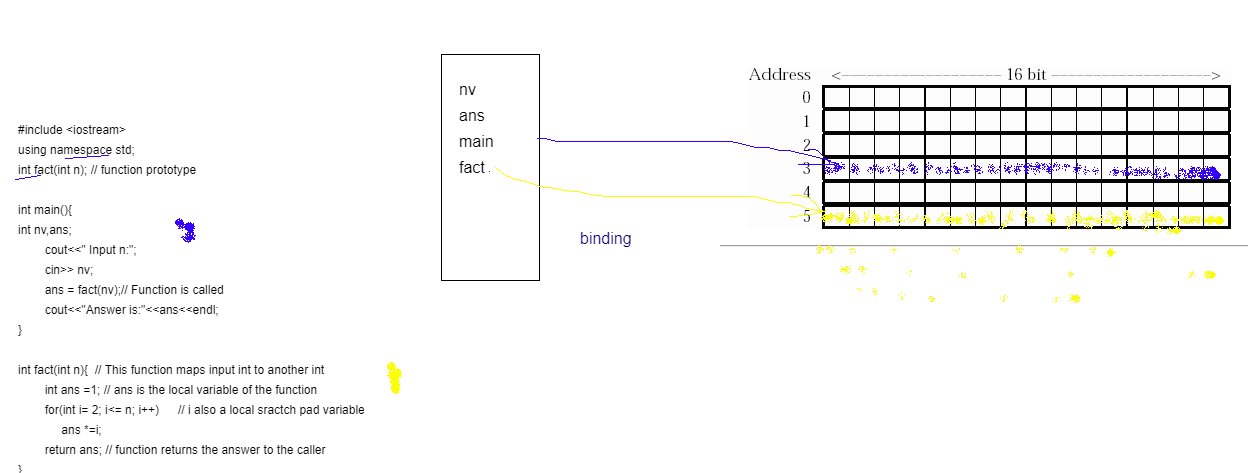 #include <iostream>
using namespace std;
int fact(int n); // function prototype
int main(){
int nv,ans;
cout<<" Input n:";
cin>> nv;
ans = fact(nv);// Function is called
cout<<"Answer is:"<<ans<<endl;
}
int fact(int n){ // This function maps input int to another int
int ans =1; // ans is the local variable of the function
for(int i= 2; i<= n; i++) // i also a local sractch pad variable
ans *=i;
return ans; // function returns the answer to the caller
}
nv
ans
main
fact
binding
Address <-------------------- 16 bit -------------------->
0
1
2
3
4
5